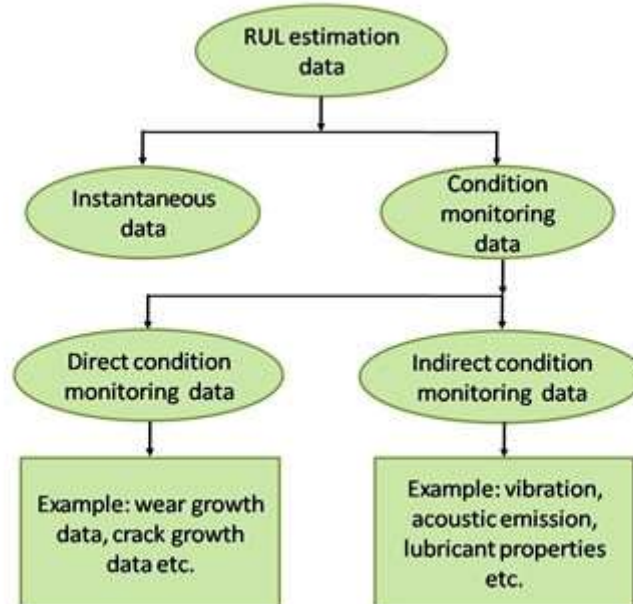 RUL estimation
data
Instantaneous
data
Condition
monitoring
data
Direct condition
monitoring data
Indirect condition
monitoring data
Example: wear growth
data, crack growth
data etc.
Example: vibration,
acoustic emission,
lubricant properties
etc.